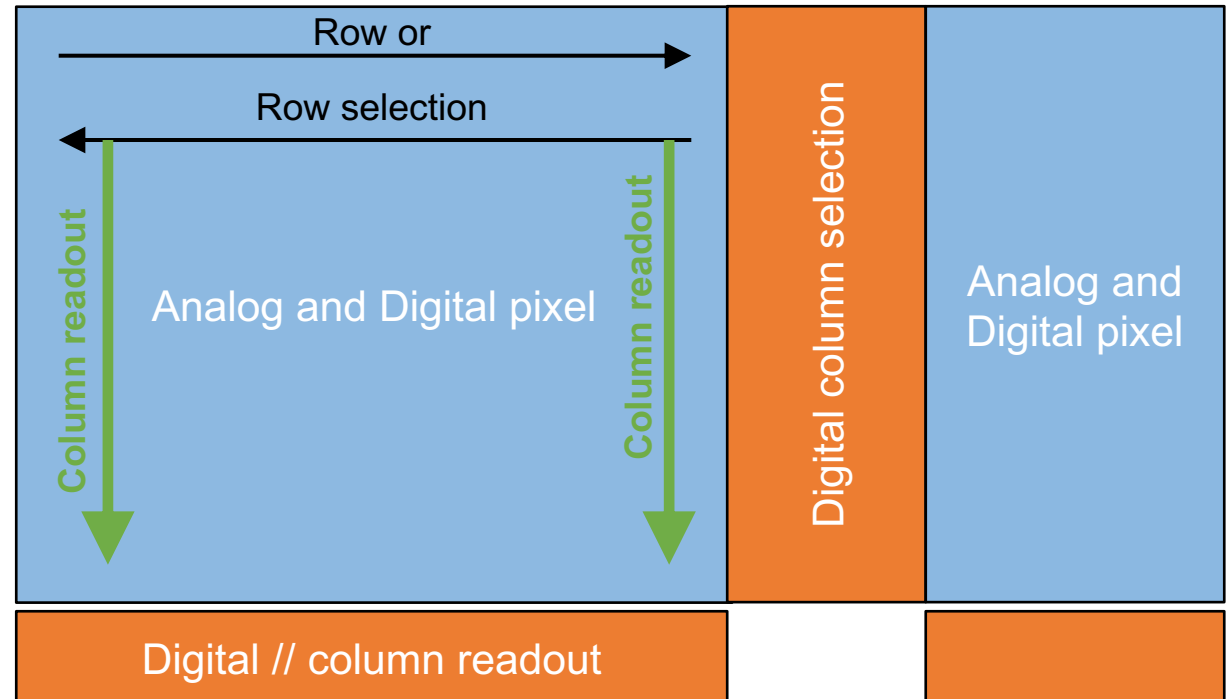 Row or
Row selection
Column readout
Analog and Digital pixel
Column readout
Digital column selection
Analog and
Digital pixel
Digital // column readout